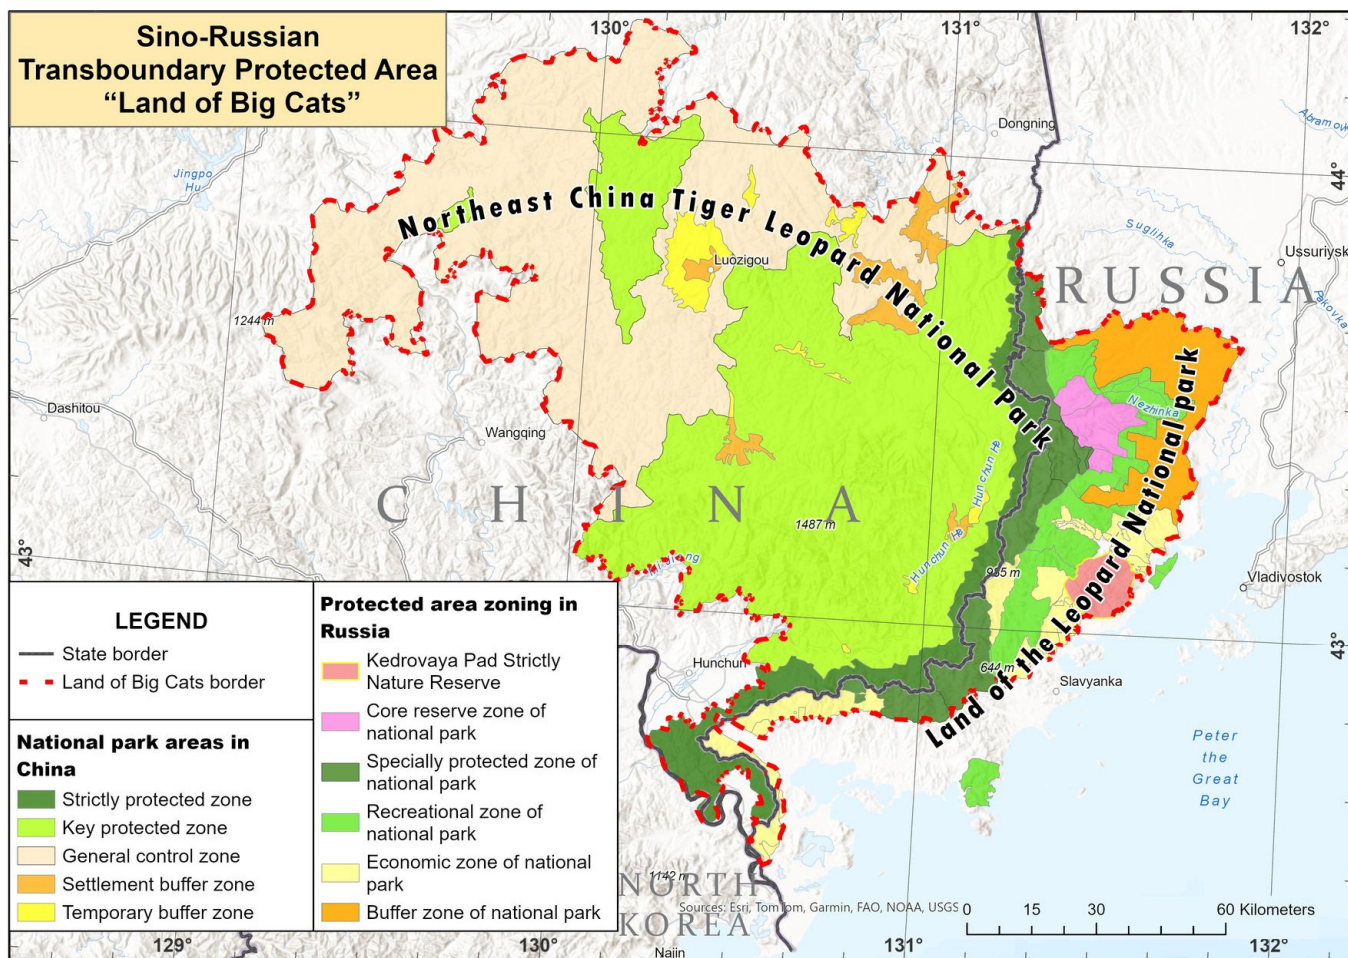 Sino-Russian
Transboundary Protected Area
“Land of Big Cats”
130°
131°
132°
Dongning
Abramov
Jingpo
Hu
44°
Northeast China Tiger Leopard National Park
Suglihka
Ussuriysk
Luozigou
RUSSIA
Pakovka
1244 m
Dashitou
Wangqing
Nezhinka
Land of the Leopard National park
CHINA
1487 m
Hunchun He
Hunchun He
43°
935 m
Vladivostok
LEGEND
State border
Land of Big Cats border
National park areas in
China
Strictly protected zone
Key protected zone
General control zone
Settlement buffer zone
Temporary buffer zone
Protected area zoning in
Russia
Kedrovaya Pad Strictly
Nature Reserve
Core reserve zone of
national park
Specially protected zone of
national park
Recreational zone of
national park
Economic zone of national
park
Buffer zone of national park
Hunchun
644 m
Slavyanka
43°
Peter
the
Great
Bay
1142 m
NORTH
KOREA
Sources: Esri, TomTom, Garmin, FAO, NOAA, USGS
0 15 30 60 Kilometers
129°
130°
Najin
131°
132°